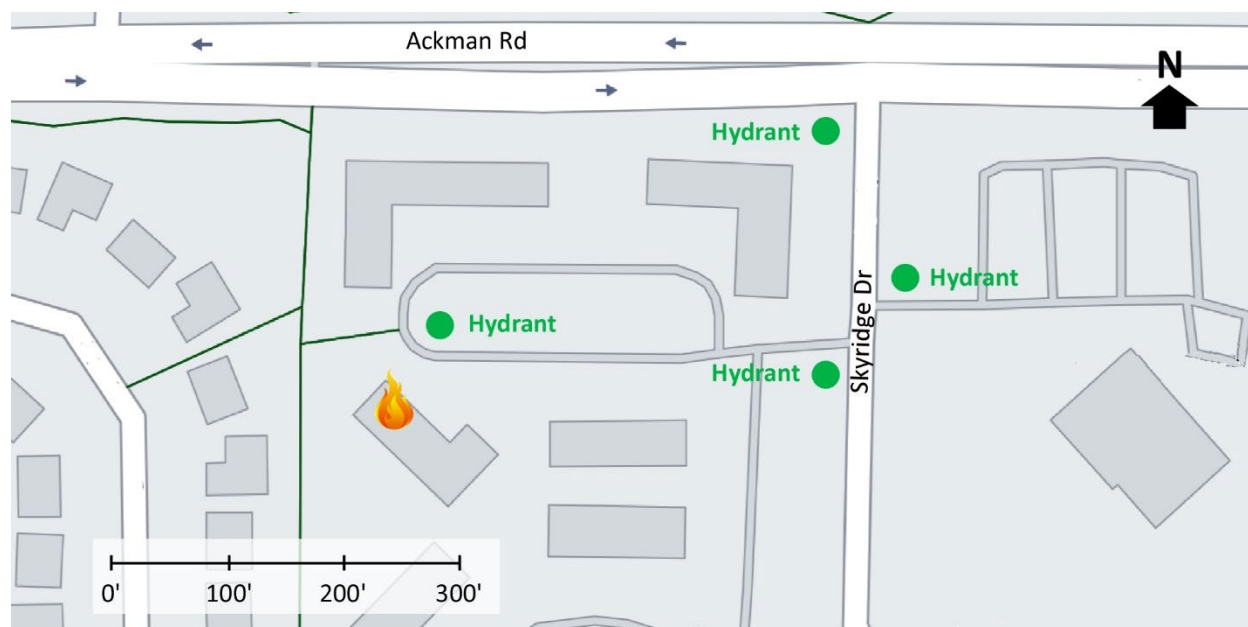 Ackman Rd
N
Hydrant
Hydrant
Hydrant
Hydrant
Skyridge Dr
0' 100' 200' 300'